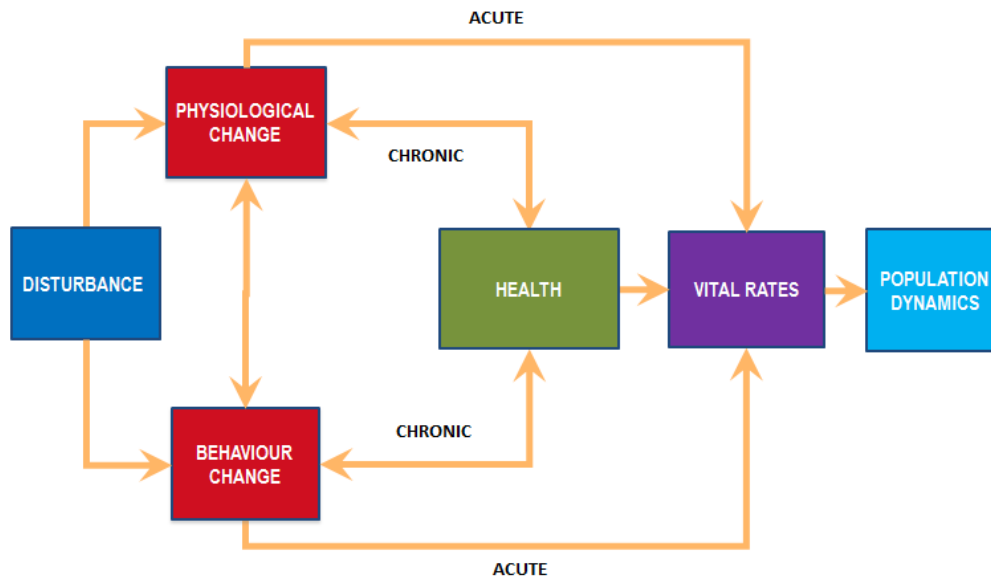 ACUTE
PHYSIOLOGICAL
CHANGE
CHRONIC
DISTURBANCE
HEALTH
VITAL RATES
POPULATION
DYNAMICS
CHRONIC
BEHAVIOUR
CHANGE
ACUTE